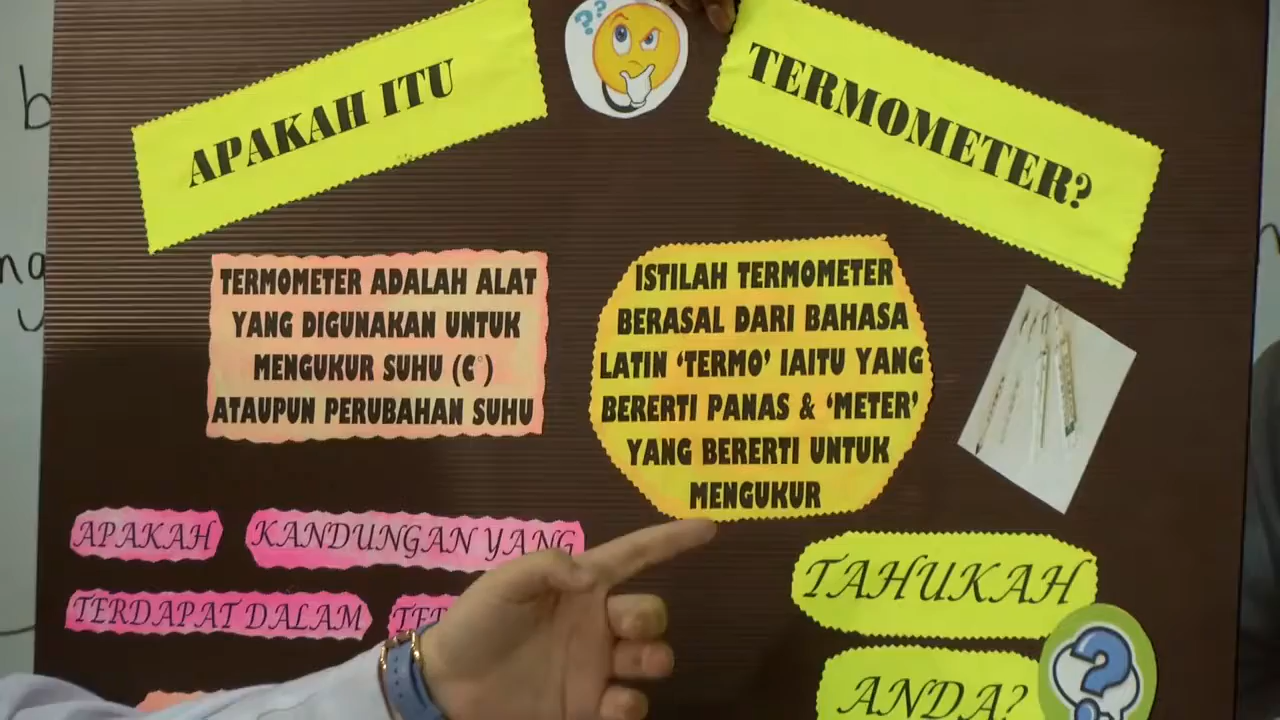 APAKAH ITU
TERMOMETER?
TERMOMETER ADALAH ALAT
YANG DIGUNAKAN UNTUK
MENGUKUR SUHU (C°)
ATAUPUN PERUBAHAN SUHU
ISTILAH TERMOMETER
BERASAL DARI BAHASA
LATIN ‘TERMO’ IAITU YANG
BERERTI PANAS & ‘METER’
YANG BERERTI UNTUK
MENGUKUR
APAKAH KANDUNGAN YANG
TERDAPAT DALAM
TAHUKAH
ANDA?